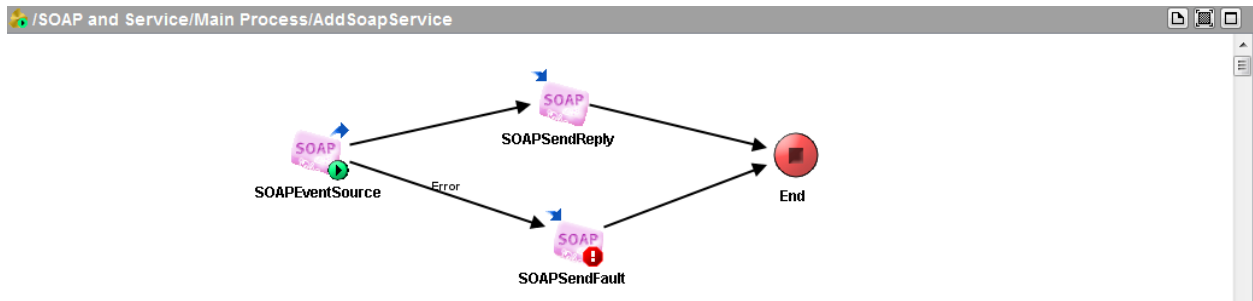 /SOAP and Service/Main Process/AddSoapService
SOAP
SOAPSendReply
SOAP
SOAPEventSource
Error
End
SOAP
SOAPSendFault